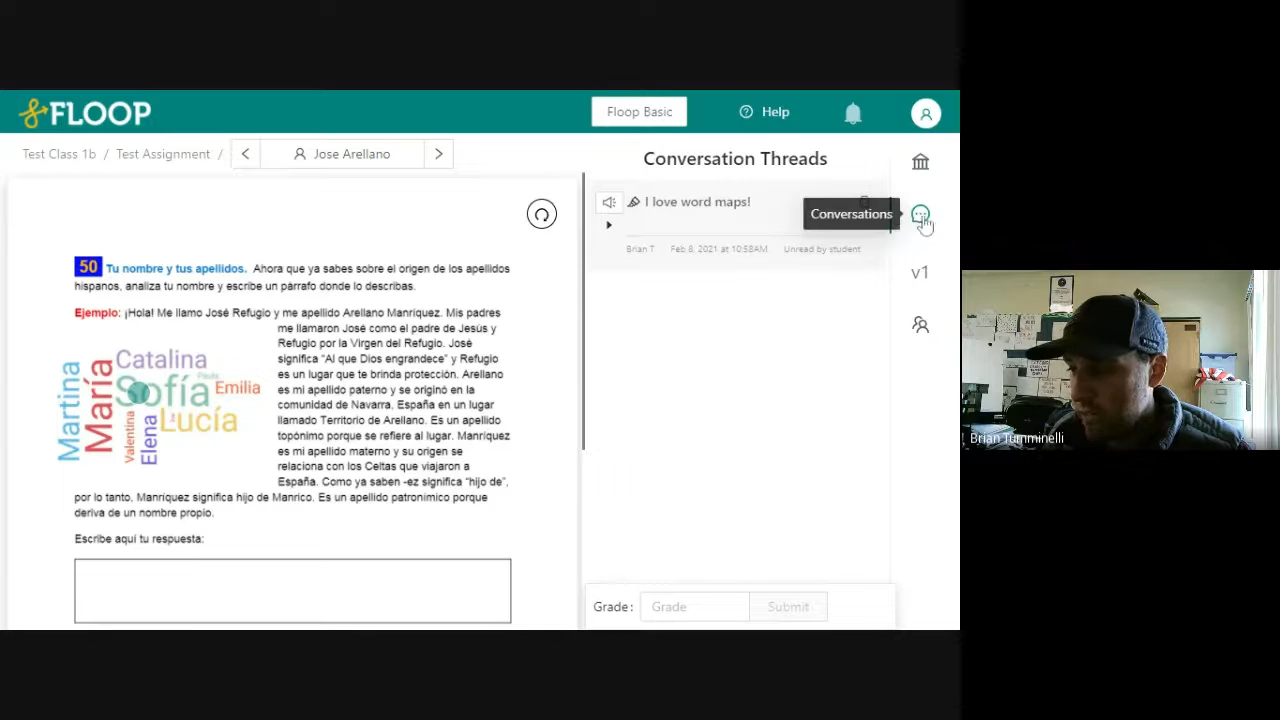 FLOOP
Floop Basic
Help
Test Class 1b / Test Assignment /
Jose Arellano
Conversation Threads
I love word maps!
Conversations
Brian T Feb 8, 2021 at 10:58AM Unread by student
v1
50 Tu nombre y tus apellidos. Ahora que ya sabes sobre el origen de los apellidos
hispanos, analiza tu nombre y escribe un párrafo donde lo describas.
Ejemplo: ¡Hola! Me llamo José Refugio y me apellido Arellano Manríquez. Mis padres
me llamaron José como el padre de Jesús y
Refugio por la Virgen del Refugio. José
significa "Al que Dios engrandece" y Refugio
es un lugar que te brinda protección. Arellano
es mi apellido paterno y se originó en la
comunidad de Navarra, España en un lugar
llamado Territorio de Arellano. Es un apellido
topónimo porque se refiere al lugar. Manríquez
es mi apellido materno y su origen se
relaciona con los Celtas que viajaron a
España. Como ya saben -ez significa "hijo de",
por lo tanto, Manríquez significa hijo de Manrico. Es un apellido patronímico porque
deriva de un nombre propio.
Martina
María
Catalina
Sofía
Paula
Emilia
Valentina
Elena
Lucía
Escribe aquí tu respuesta:
Grade: Grade Submit
Brian Tumminelli